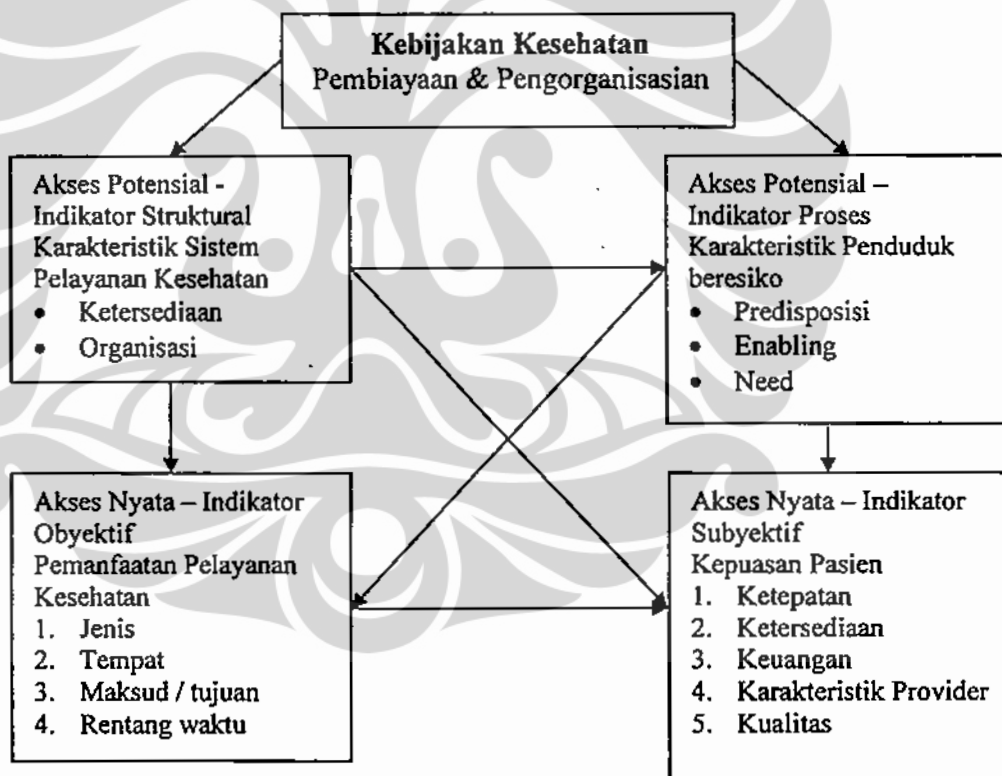 Kebijakan Kesehatan
Pembiayaan & Pengorganisasian
Akses Potensial -
Indikator Struktural
Karakteristik Sistem
Pelayanan Kesehatan
• Ketersediaan
• Organisasi
Akses Potensial –
Indikator Proses
Karakteristik Penduduk
beresiko
• Predisposisi
• Enabling
• Need
Akses Nyata – Indikator
Obyektif
Pemanfaatan Pelayanan
Kesehatan
1. Jenis
2. Tempat
3. Maksud / tujuan
4. Rentang waktu
Akses Nyata – Indikator
Subyektif
Kepuasan Pasien
1. Ketepatan
2. Ketersediaan
3. Keuangan
4. Karakteristik Provider
5. Kualitas